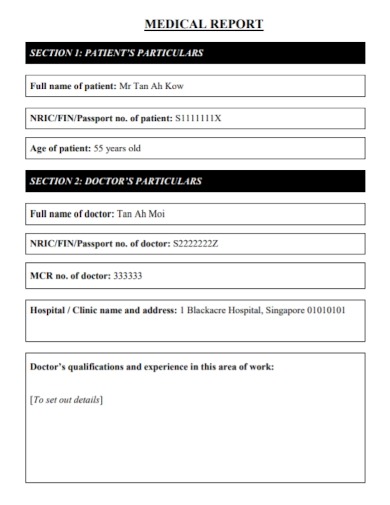 MEDICAL REPORT
SECTION 1: PATIENT'S PARTICULARS
Full name of patient: Mr Tan Ah Kow
NRIC/FIN/Passport no. of patient: S1111111X
Age of patient: 55 years old
SECTION 2: DOCTOR'S PARTICULARS
Full name of doctor: Tan Ah Moi
NRIC/FIN/Passport no. of doctor: S2222222Z
MCR no. of doctor: 333333
Hospital / Clinic name and address: 1 Blackacre Hospital, Singapore 01010101
Doctor's qualifications and experience in this area of work:
[To set out details]